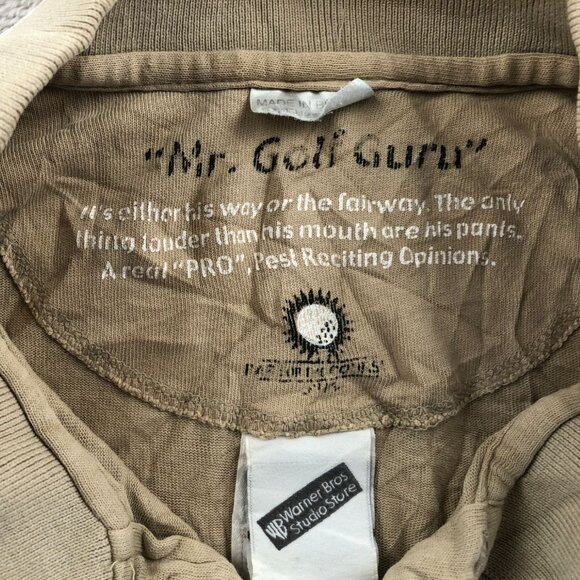 MADE IN
"Mr. Golf Guru"
It's either his way or the fairway. The only
thing louder than his mouth are his pants.
A real "PRO", Pest Reciting Opinions.
WB Warner Bros
Studio Store